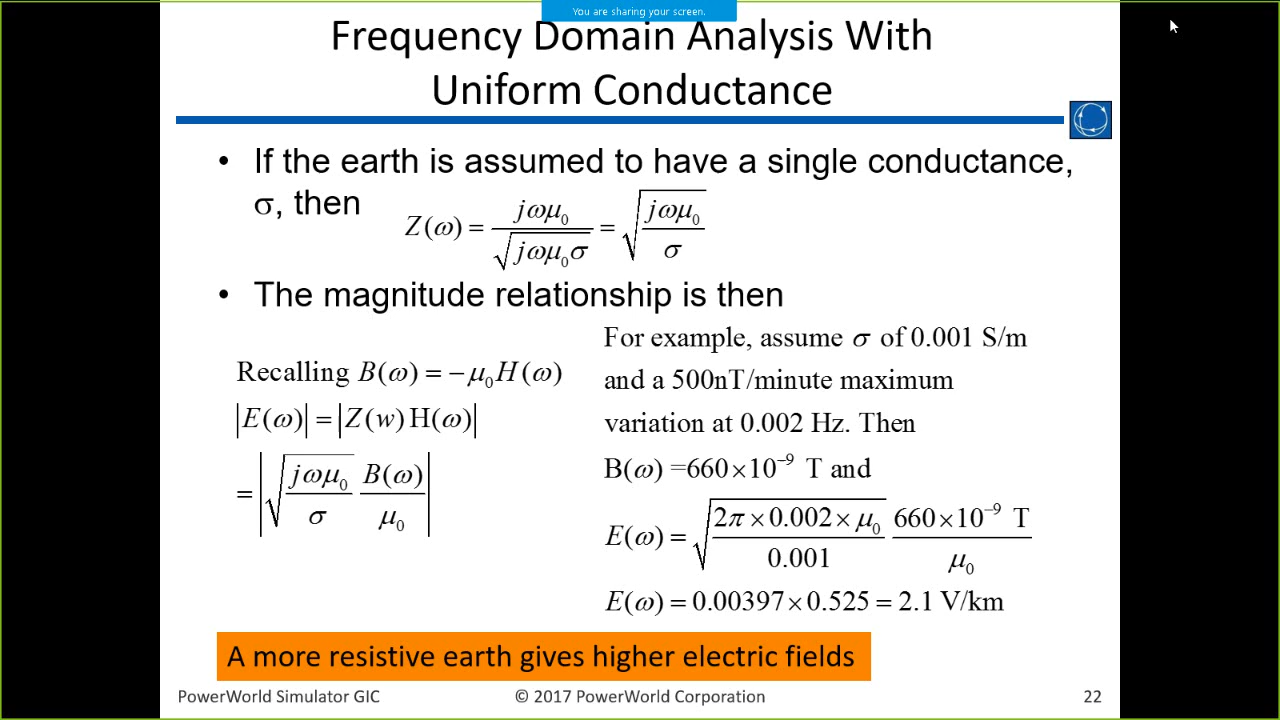 You are sharing your screen.
Frequency Domain Analysis With
Uniform Conductance
• If the earth is assumed to have a single conductance,
σ, then
Z(ω) = jωμ₀ / √(jωμ₀σ) = √(jωμ₀ / σ)
• The magnitude relationship is then
Recalling B(ω) = −μ₀H(ω)
|E(ω)| = |Z(w) H(ω)|
= |√(jωμ₀ / σ) B(ω) / μ₀|
For example, assume σ of 0.001 S/m
and a 500nT/minute maximum
variation at 0.002 Hz. Then
B(ω) =660×10⁻⁹ T and
E(ω) = √(2π×0.002×μ₀ / 0.001) 660×10⁻⁹ T / μ₀
E(ω) = 0.00397×0.525 = 2.1 V/km
A more resistive earth gives higher electric fields
PowerWorld Simulator GIC © 2017 PowerWorld Corporation 22